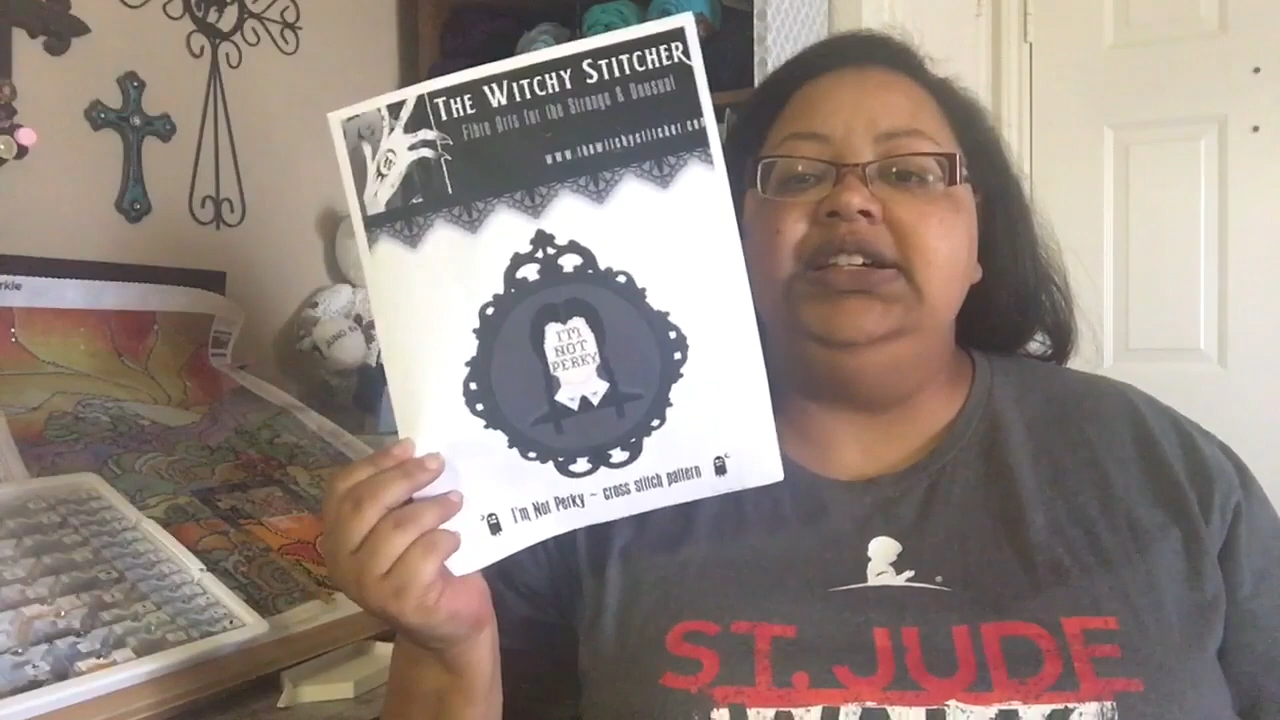 THE WITCHY STITCHER
Fibre Arts for the Strange & Unusual
www.thewitchystitcher.com
I'M
NOT
PERKY
I'm Not Perky ~ cross stitch pattern
rkle
ST. JUDE